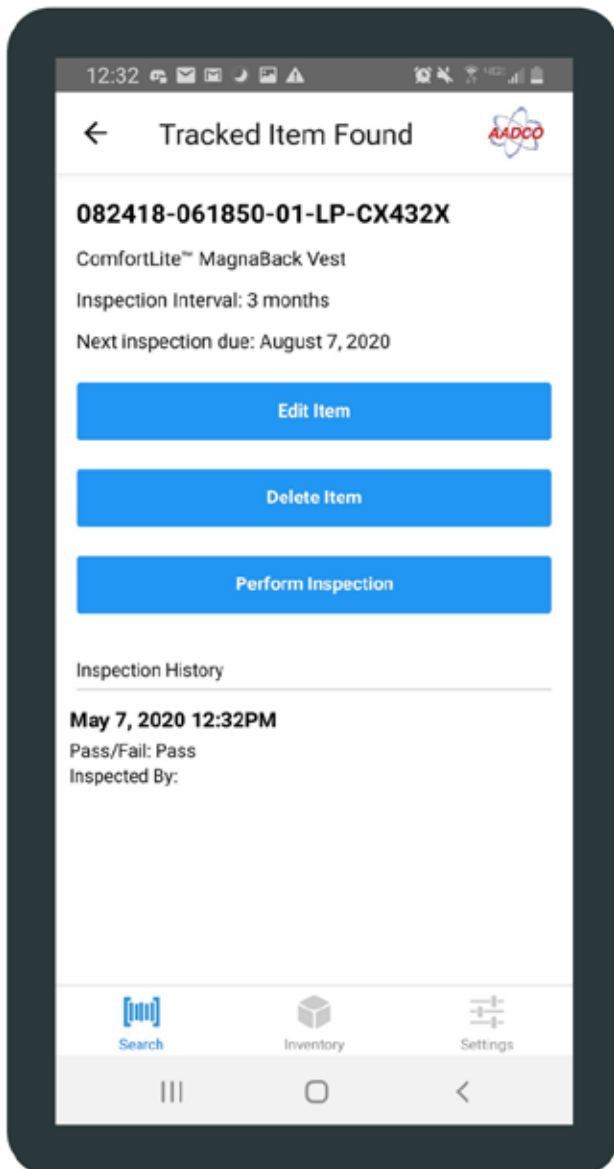 12:32
Tracked Item Found
AADCO
082418-061850-01-LP-CX432X
ComfortLite™ MagnaBack Vest
Inspection Interval: 3 months
Next inspection due: August 7, 2020
Edit Item
Delete Item
Perform Inspection
Inspection History
May 7, 2020 12:32PM
Pass/Fail: Pass
Inspected By:
Search
Inventory
Settings